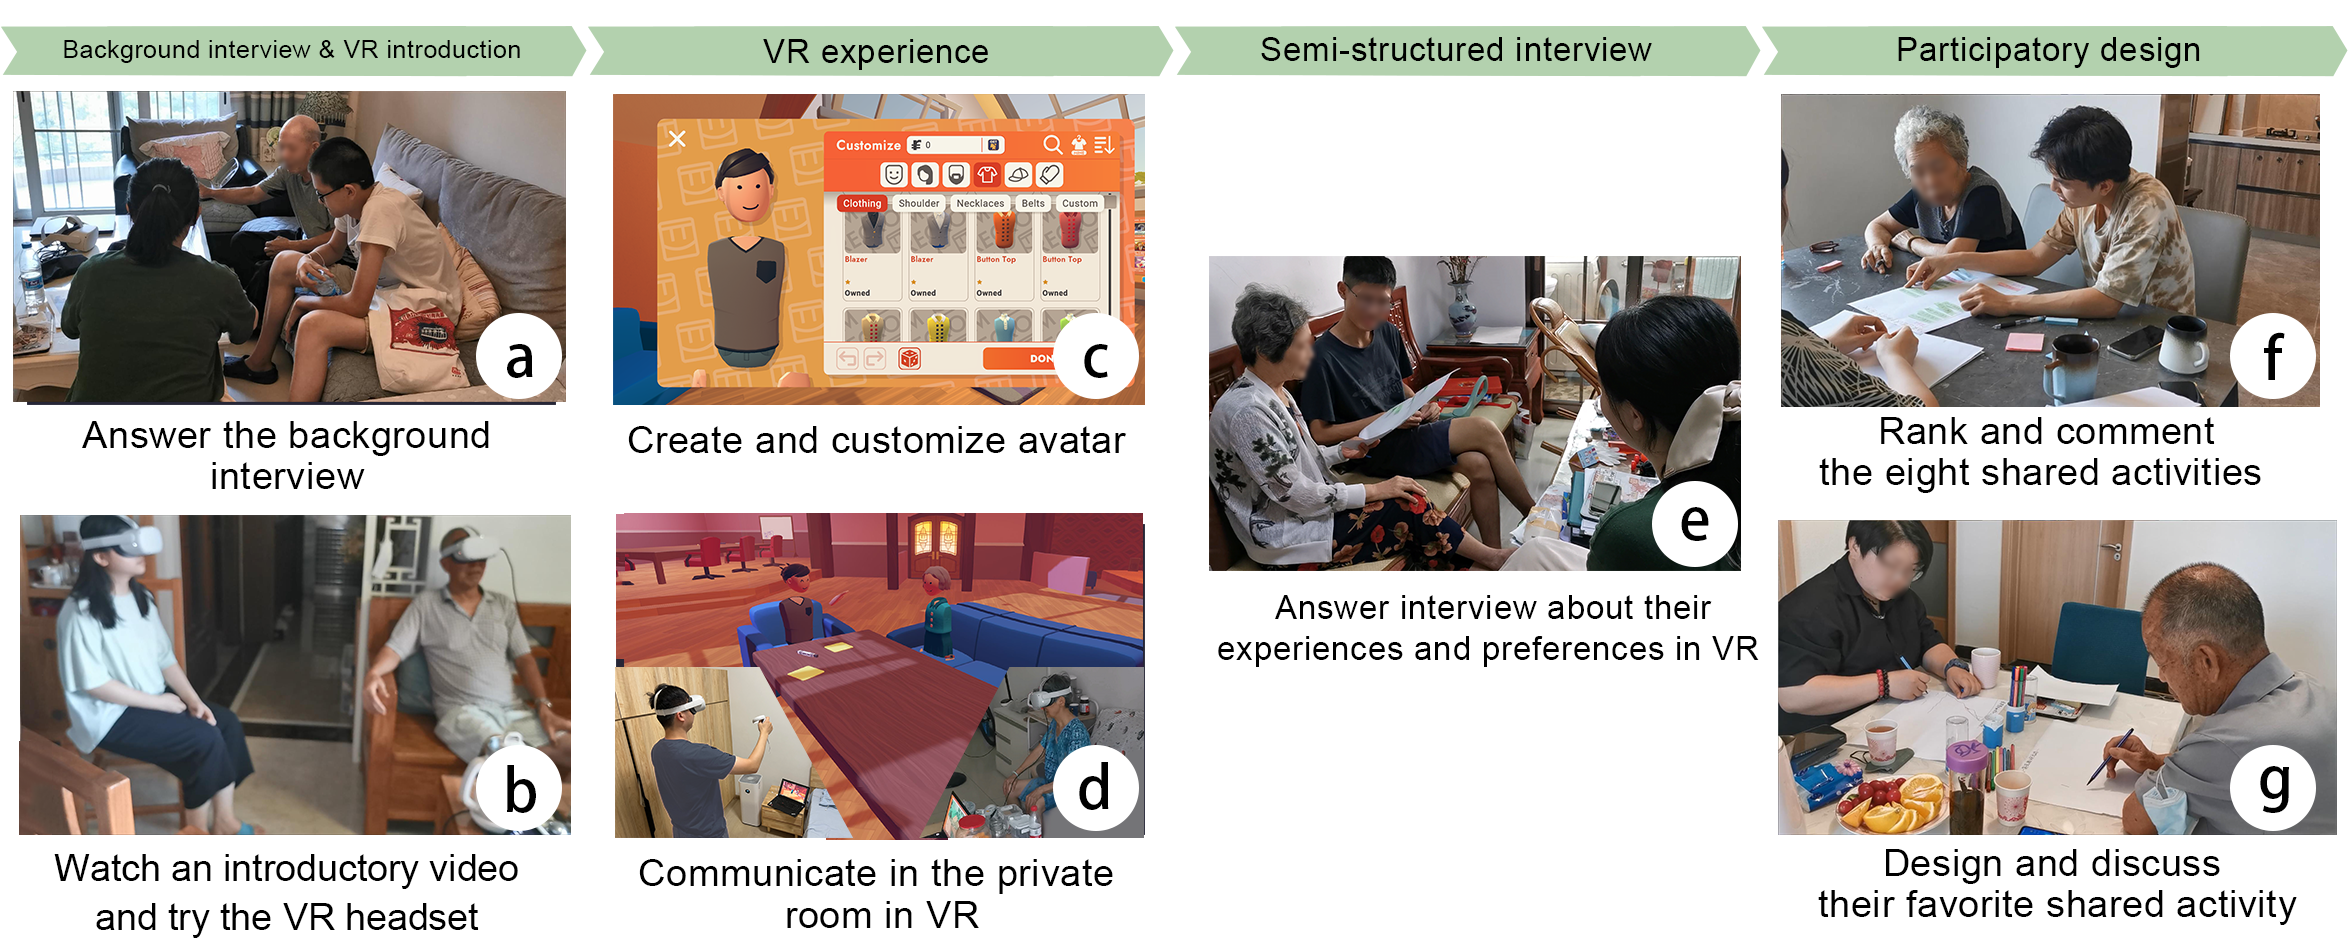 Background interview & VR introduction
VR experience
Semi-structured interview
Participatory design
a
Answer the background
interview
b
Watch an introductory video
and try the VR headset
Customize
0
Clothing
Shoulder
Necklaces
Belts
Custom
Blazer
Blazer
Button Top
Button Top
Owned
Owned
Owned
Owned
DON
c
Create and customize avatar
d
Communicate in the private
room in VR
e
Answer interview about their
experiences and preferences in VR
f
Rank and comment
the eight shared activities
g
Design and discuss
their favorite shared activity